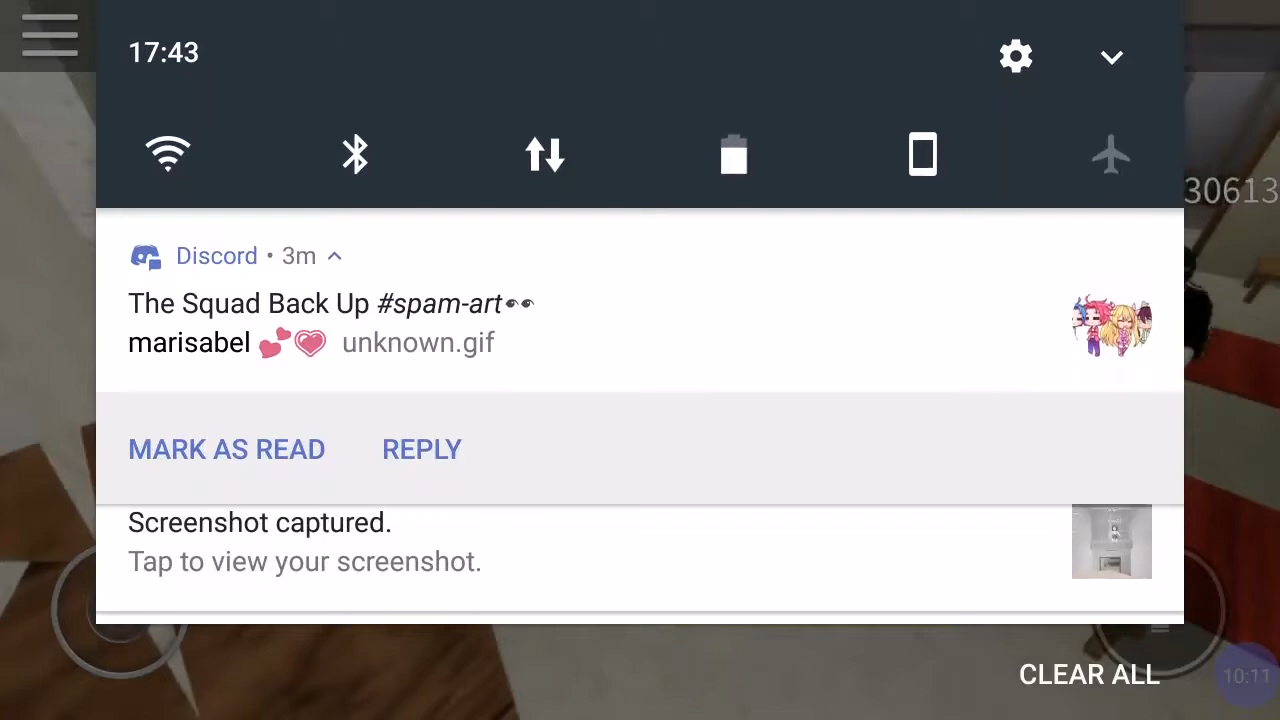 17:43
30613
Discord • 3m
The Squad Back Up #spam-art👀
marisabel 💕💗 unknown.gif
MARK AS READ REPLY
Screenshot captured.
Tap to view your screenshot.
CLEAR ALL
10:11